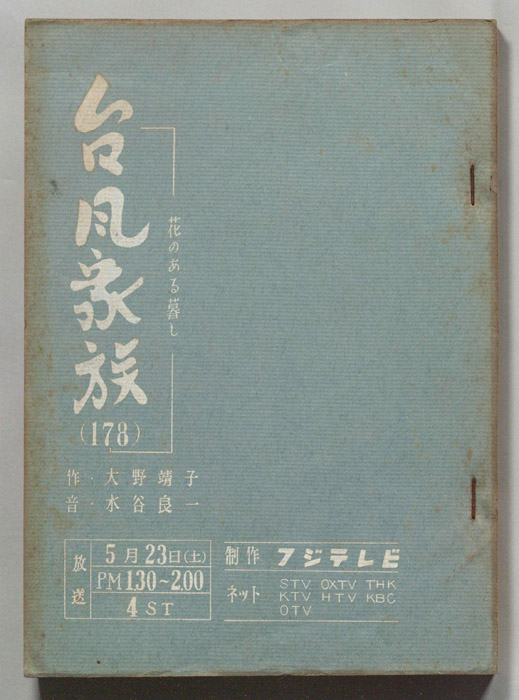 台風家族
(178)
花のある暮し
作・大野靖子
音・水谷良一
放送
5月23日(土)
PM1.30~2.00
4ST
制作 フジテレビ
ネット
STV OXTV THK
KTV HTV KBC
OTV